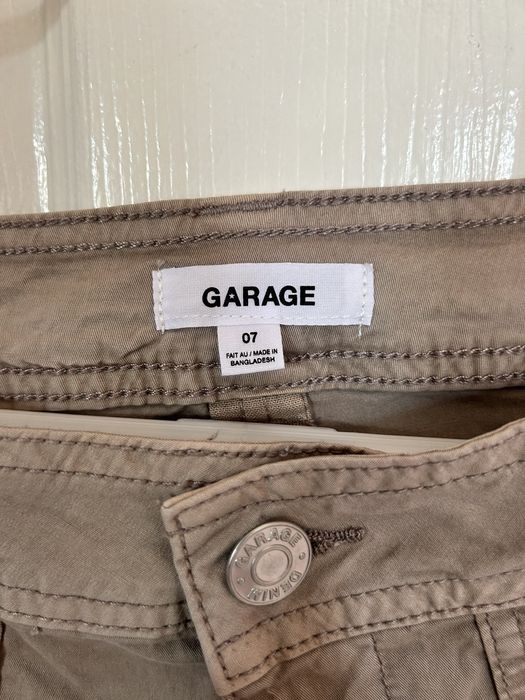 GARAGE
07
FAIT AU / MADE IN
BANGLADESH
GARAGE
DENIM